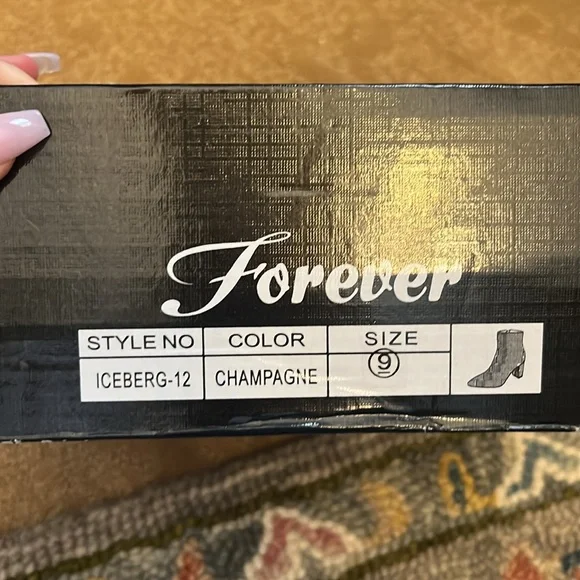 Forever
STYLE NO COLOR SIZE
ICEBERG-12 CHAMPAGNE 9